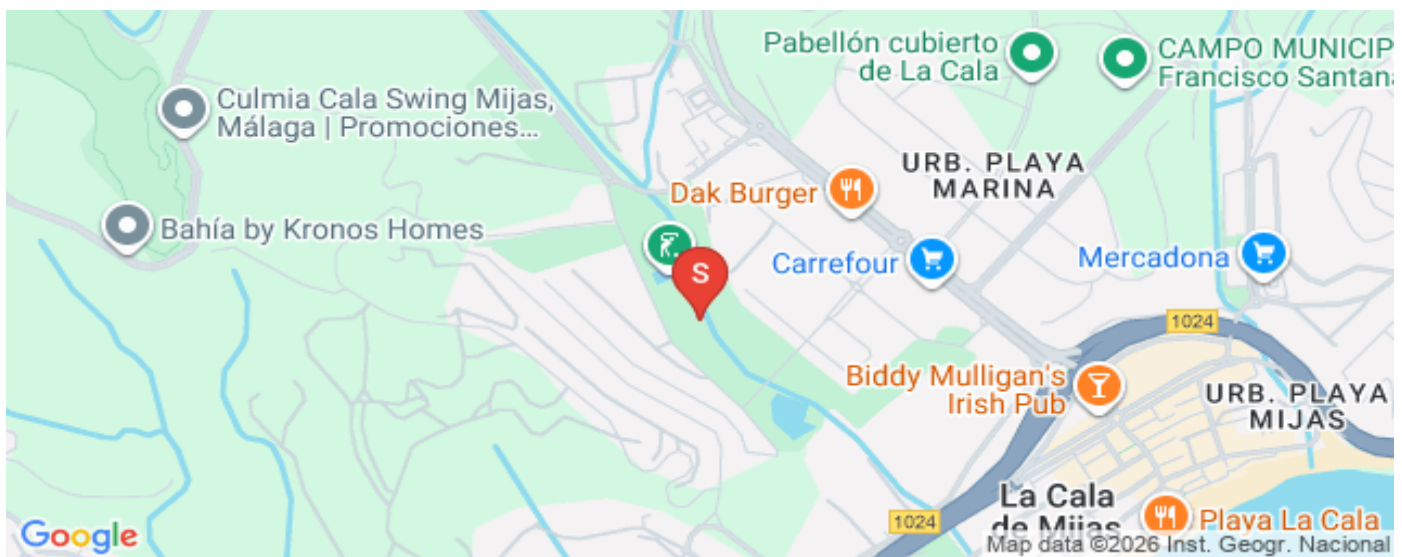 Pabellón cubierto
de La Cala
CAMPO MUNICIP
Francisco Santana
Culmia Cala Swing Mijas,
Málaga | Promociones...
URB. PLAYA
MARINA
Dak Burger
Bahía by Kronos Homes
S
Carrefour
Mercadona
1024
Biddy Mulligan's
Irish Pub
URB. PLAYA
MIJAS
La Cala
de Mijas
1024
Playa La Cala
Google
Map data ©2026 Inst. Geogr. Nacional